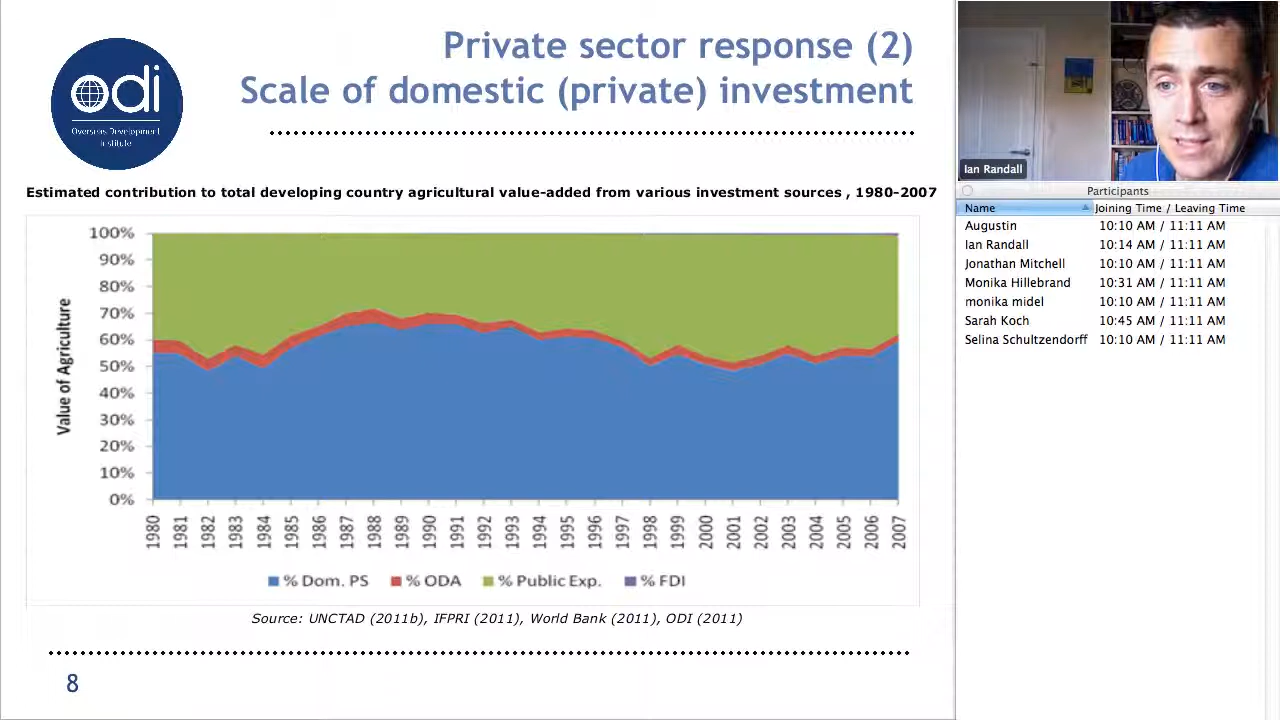 Private sector response (2)
Scale of domestic (private) investment
odi
Overseas Development
Institute
Estimated contribution to total developing country agricultural value-added from various investment sources , 1980-2007
Value of Agriculture
100%
90%
80%
70%
60%
50%
40%
30%
20%
10%
0%
1980 1981 1982 1983 1984 1985 1986 1987 1988 1989 1990 1991 1992 1993 1994 1995 1996 1997 1998 1999 2000 2001 2002 2003 2004 2005 2006 2007
% Dom. PS % ODA % Public Exp. % FDI
Source: UNCTAD (2011b), IFPRI (2011), World Bank (2011), ODI (2011)
8
Ian Randall
Participants
Name Joining Time / Leaving Time
Augustin 10:10 AM / 11:11 AM
Ian Randall 10:14 AM / 11:11 AM
Jonathan Mitchell 10:10 AM / 11:11 AM
Monika Hillebrand 10:31 AM / 11:11 AM
monika midel 10:10 AM / 11:11 AM
Sarah Koch 10:45 AM / 11:11 AM
Selina Schultzendorff 10:10 AM / 11:11 AM